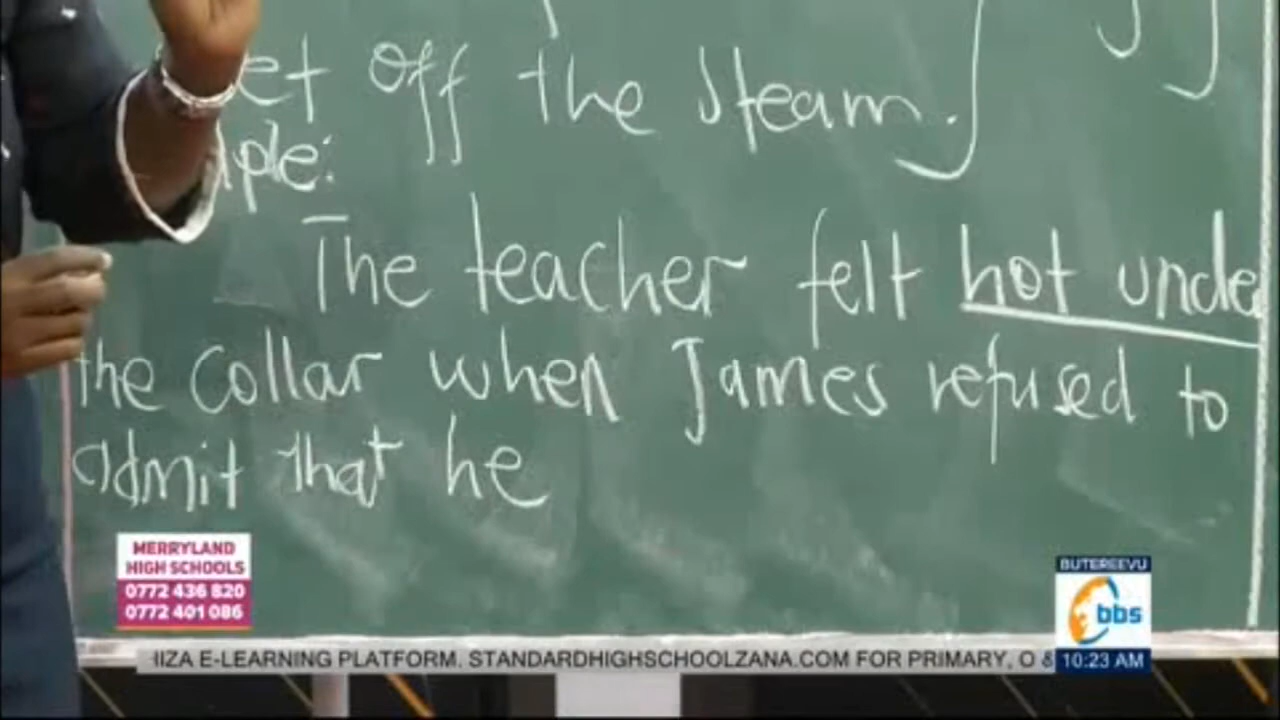 et off the steam.
ple:
The teacher felt hot unde
the collar when James refused to
admit that he
MERRYLAND
HIGH SCHOOLS
0772 436 820
0772 401 086
BUTEREEVU
bbs
IIZA E-LEARNING PLATFORM. STANDARDHIGHSCHOOLZANA.COM FOR PRIMARY, O &
10:23 AM